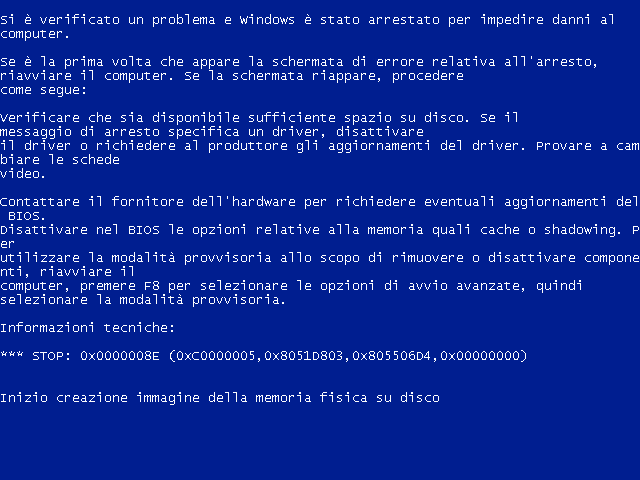 Si è verificato un problema e Windows è stato arrestato per impedire danni al
computer.
Se è la prima volta che appare la schermata di errore relativa all'arresto,
riavviare il computer. Se la schermata riappare, procedere
come segue:
Verificare che sia disponibile sufficiente spazio su disco. Se il
messaggio di arresto specifica un driver, disattivare
il driver o richiedere al produttore gli aggiornamenti del driver. Provare a cam
biare le schede
video.
Contattare il fornitore dell'hardware per richiedere eventuali aggiornamenti del
BIOS.
Disattivare nel BIOS le opzioni relative alla memoria quali cache o shadowing. P
er
utilizzare la modalità provvisoria allo scopo di rimuovere o disattivare compone
nti, riavviare il
computer, premere F8 per selezionare le opzioni di avvio avanzate, quindi
selezionare la modalità provvisoria.
Informazioni tecniche:
*** STOP: 0x0000008E (0xC0000005,0x8051D803,0x805506D4,0x00000000)
Inizio creazione immagine della memoria fisica su disco